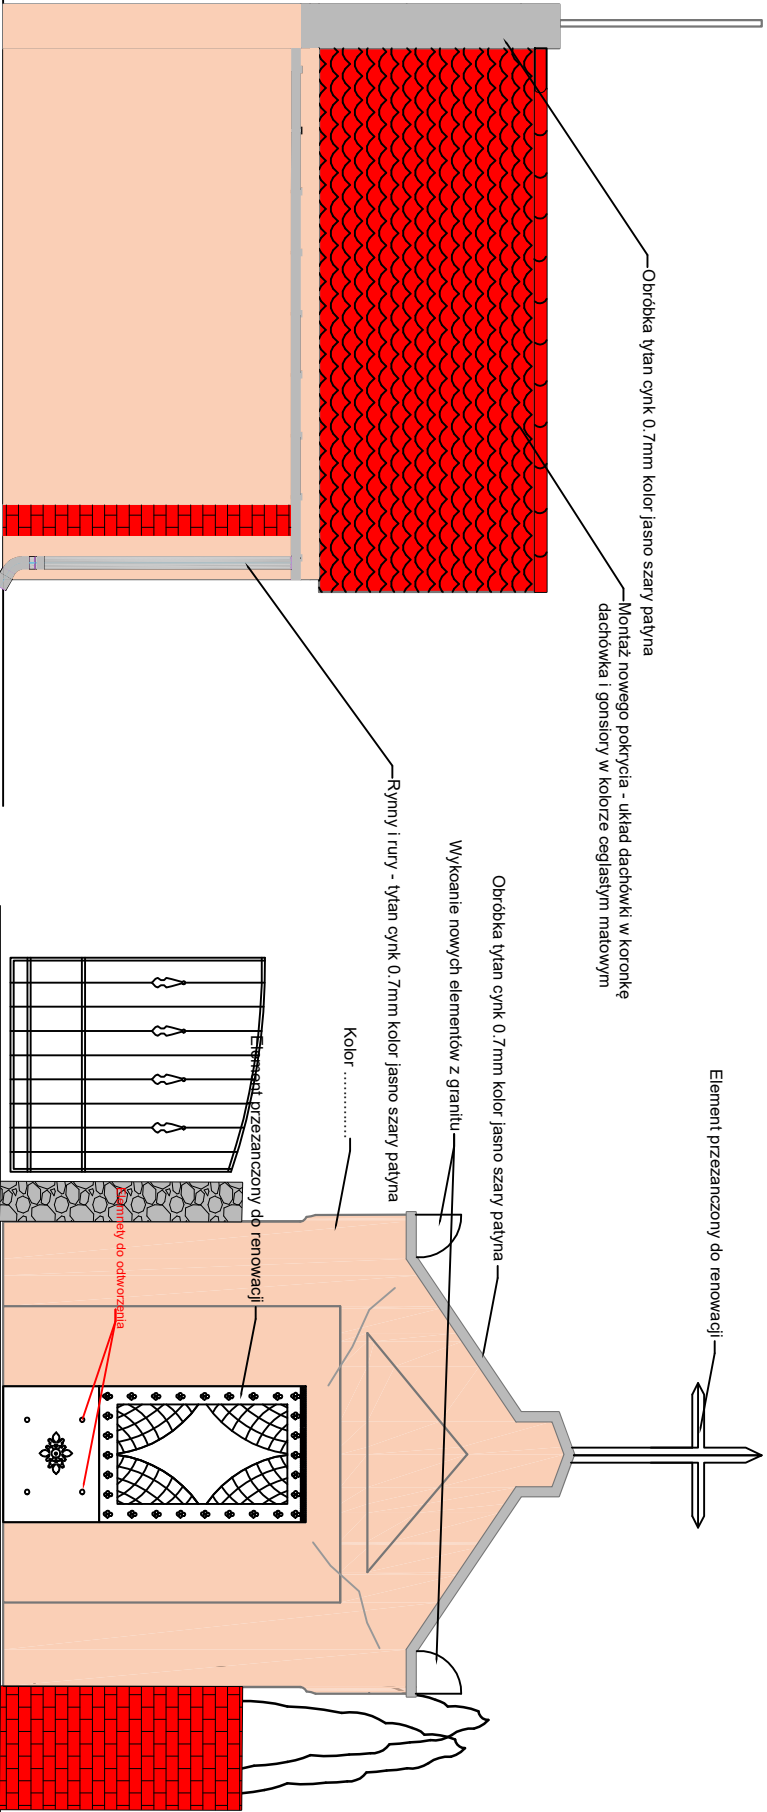 Element przezanczony do renowacji
Obróbka tytan cynk 0.7mm kolor jasno szary patyna
Montaż nowego pokrycia - układ dachówki w koronkę
dachówka i gonsiory w kolorze ceglastym matowym
Obróbka tytan cynk 0.7mm kolor jasno szary patyna
Wykoanie nowych elementów z granitu
Rynny i rury - tytan cynk 0.7mm kolor jasno szary patyna
Kolor .............
Element przezanczony do renowacji
Elemnety do odtworzenia